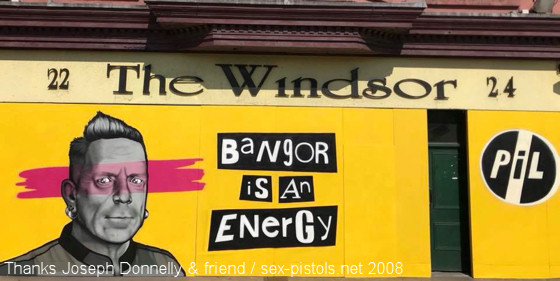 22 The Windsor 24
BaNgOR
iS An
ENerGy
PiL
Thanks Joseph Donnelly & friend / sex-pistols.net 2008